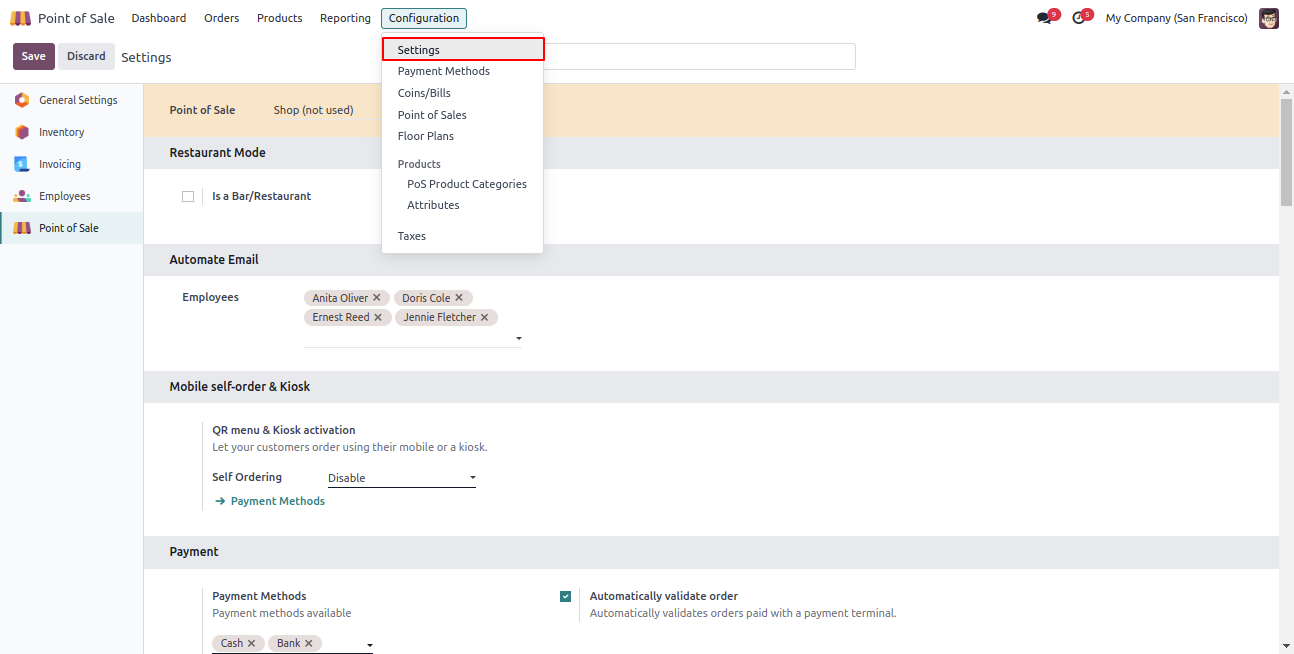 Point of Sale Dashboard Orders Products Reporting Configuration 9 5 My Company (San Francisco)
Save Discard Settings
Settings
Payment Methods
Coins/Bills
Point of Sales
Floor Plans
Products
PoS Product Categories
Attributes
Taxes
General Settings
Inventory
Invoicing
Employees
Point of Sale
Point of Sale Shop (not used)
Restaurant Mode
Is a Bar/Restaurant
Automate Email
Employees Anita Oliver × Doris Cole ×
Ernest Reed × Jennie Fletcher ×
Mobile self-order & Kiosk
QR menu & Kiosk activation
Let your customers order using their mobile or a kiosk.
Self Ordering Disable
→ Payment Methods
Payment
Payment Methods
Payment methods available
Cash × Bank ×
Automatically validate order
Automatically validates orders paid with a payment terminal.